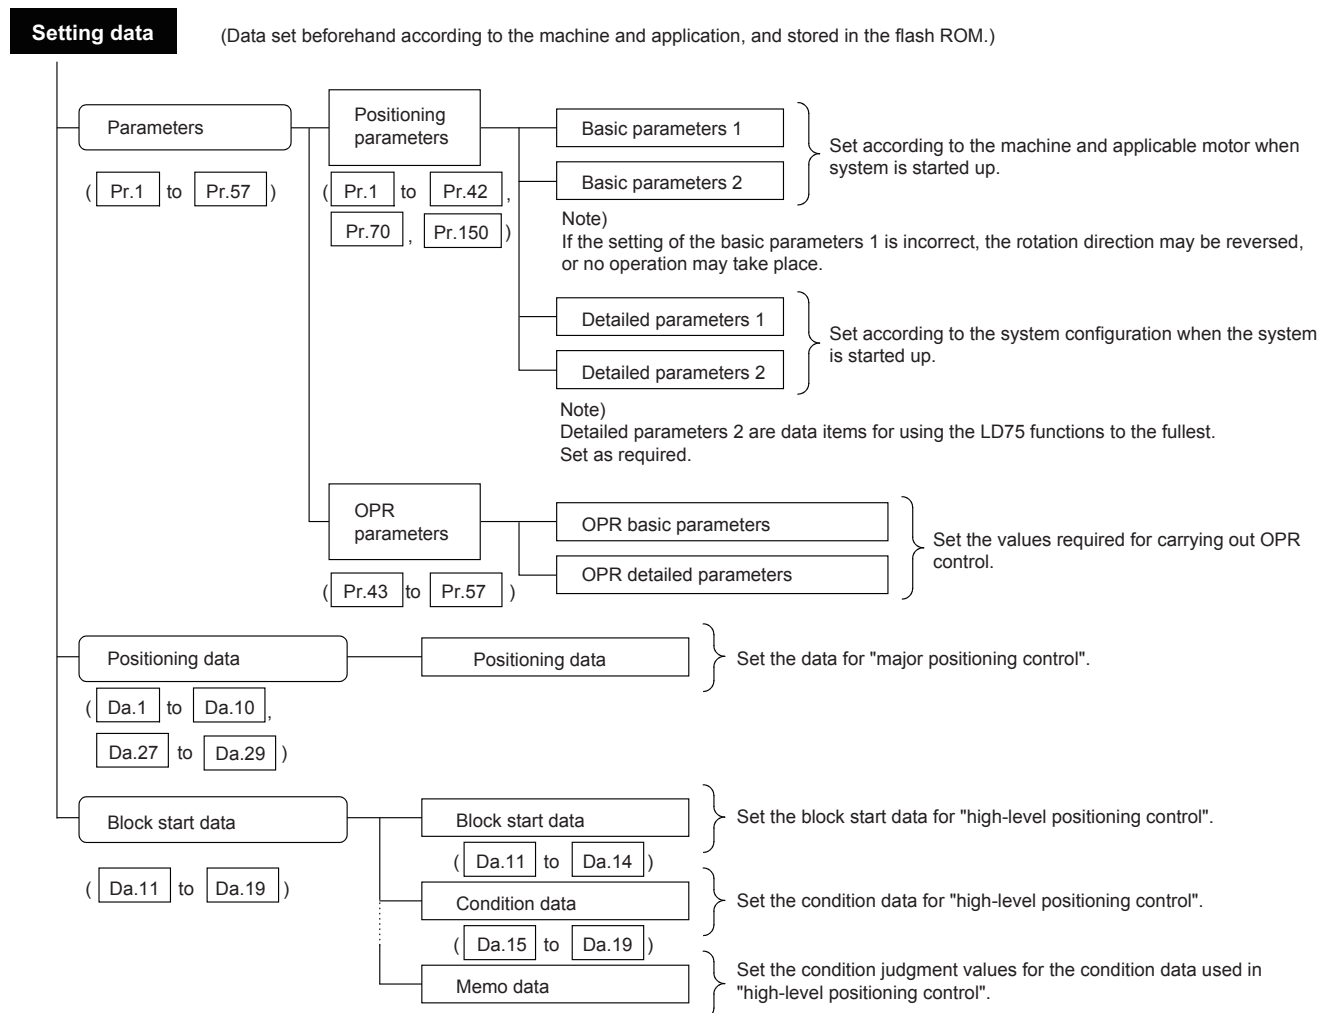 Setting data
(Data set beforehand according to the machine and application, and stored in the flash ROM.)
Parameters
( Pr.1 to Pr.57 )
Positioning
parameters
( Pr.1 to Pr.42 ,
Pr.70 , Pr.150 )
Basic parameters 1
Basic parameters 2
Set according to the machine and applicable motor when
system is started up.
Note)
If the setting of the basic parameters 1 is incorrect, the rotation direction may be reversed,
or no operation may take place.
Detailed parameters 1
Detailed parameters 2
Set according to the system configuration when the system
is started up.
Note)
Detailed parameters 2 are data items for using the LD75 functions to the fullest.
Set as required.
OPR
parameters
( Pr.43 to Pr.57 )
OPR basic parameters
OPR detailed parameters
Set the values required for carrying out OPR
control.
Positioning data
( Da.1 to Da.10 ,
Da.27 to Da.29 )
Positioning data
Set the data for "major positioning control".
Block start data
( Da.11 to Da.19 )
Block start data
( Da.11 to Da.14 )
Set the block start data for "high-level positioning control".
Condition data
( Da.15 to Da.19 )
Set the condition data for "high-level positioning control".
Memo data
Set the condition judgment values for the condition data used in
"high-level positioning control".